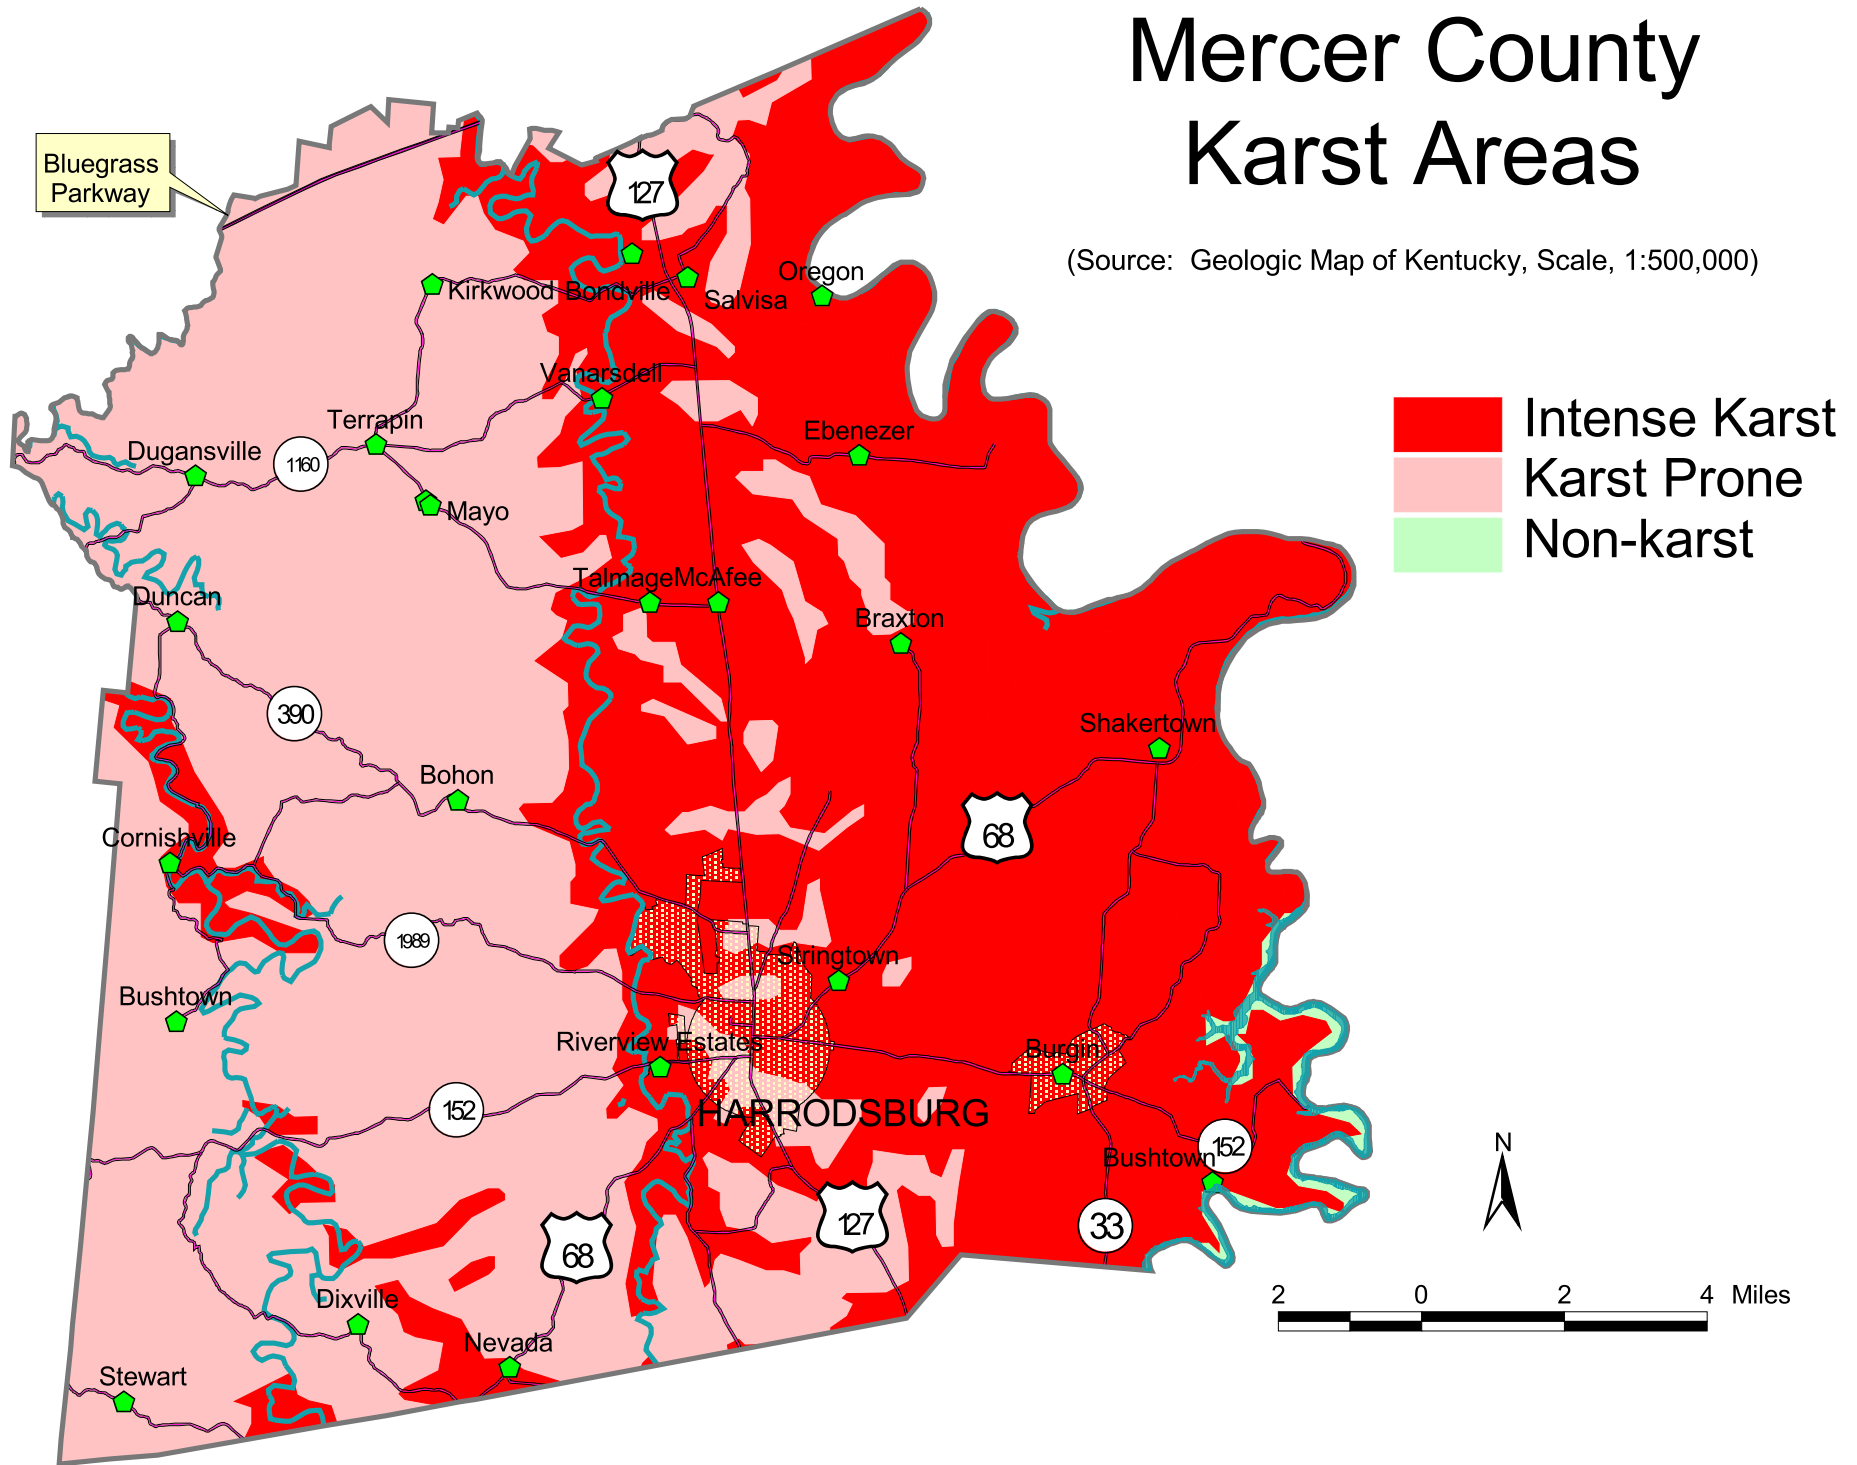 Mercer County
Karst Areas
(Source:  Geologic Map of Kentucky, Scale, 1:500,000)
Bluegrass
Parkway
127
Oregon
Kirkwood
Bondville
Salvisa
Vanarsdell
Terrapin
Dugansville
1160
Ebenezer
Intense Karst
Karst Prone
Non-karst
Mayo
Talmage
McAfee
Duncan
Braxton
390
Shakertown
Bohon
68
Cornishville
1989
Stringtown
Bushtown
Riverview Estates
Burgin
152
HARRODSBURG
152
Bushtown
N
127
33
68
Dixville
2 0 2 4 Miles
Nevada
Stewart